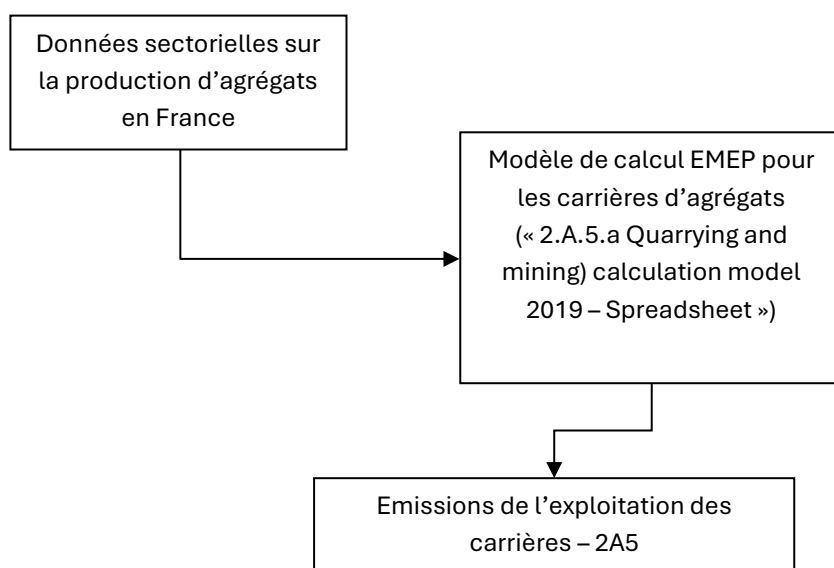 Données sectorielles sur
la production d’agrégats
en France
Modèle de calcul EMEP pour
les carrières d’agrégats
(« 2.A.5.a Quarrying and
mining) calculation model
2019 – Spreadsheet »)
Emissions de l’exploitation des
carrières – 2A5